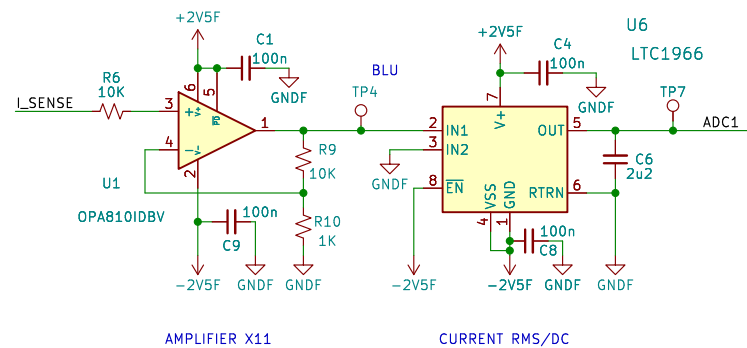 +2V5F
C1
100n
GNDF
6
5
V+
PD
I_SENSE
R6
10K
3
+
4
-
V-
2
1
U1
OPA810IDBV
R9
10K
R10
1K
100n
C9
-2V5F
GNDF
GNDF
BLU
TP4
+2V5F
C4
100n
GNDF
U6
LTC1966
7
V+
2
IN1
3
IN2
8
EN
GNDF
VSS
GND
4
1
OUT
5
RTRN
6
TP7
ADC1
C6
2u2
100n
C8
-2V5F
-2V5F
GNDF
GNDF
AMPLIFIER X11
CURRENT RMS/DC